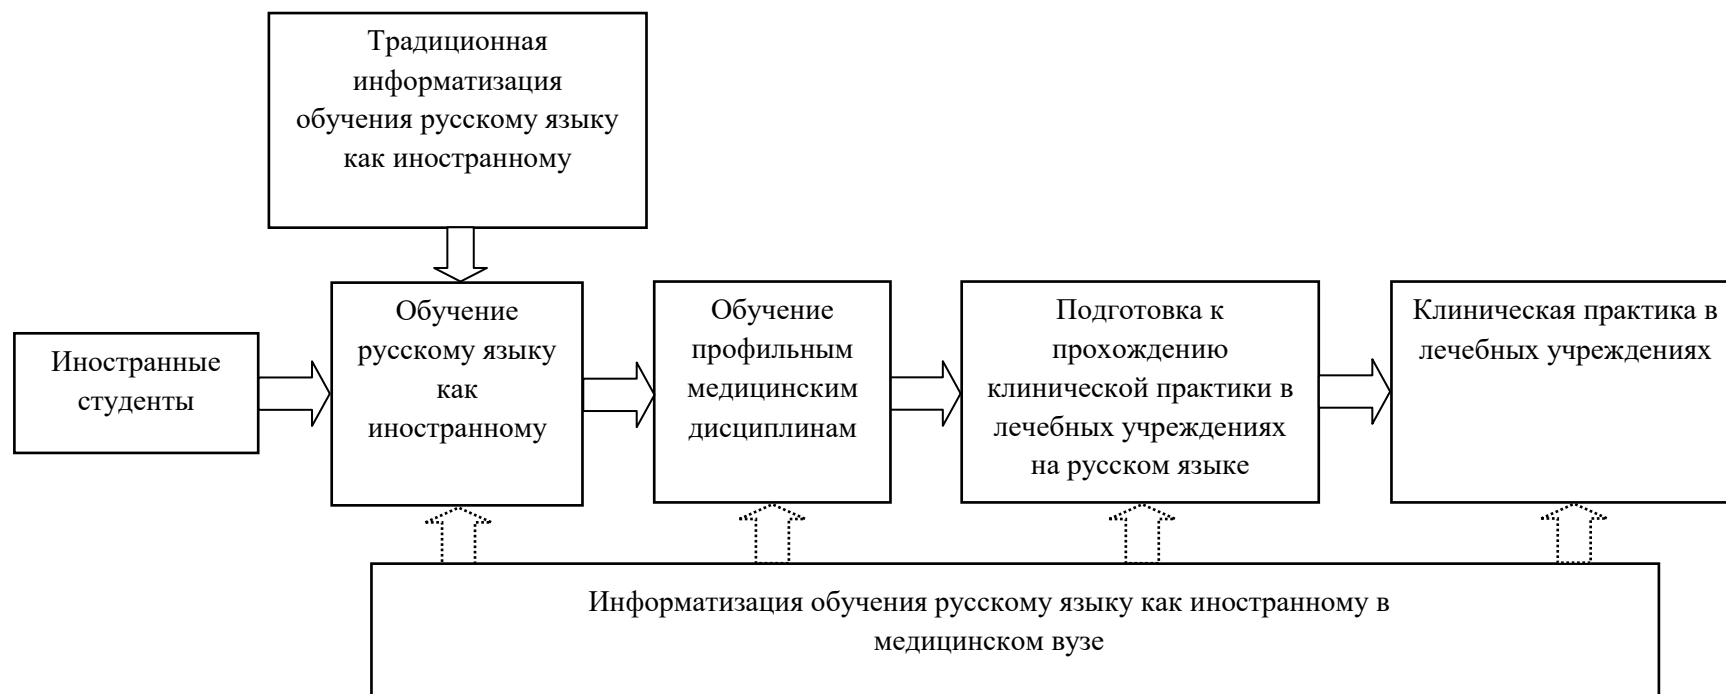 Традиционная
информатизация
обучения русскому языку
как иностранному
Иностранные
студенты
Обучение
русскому языку
как
иностранному
Обучение
профильным
медицинским
дисциплинам
Подготовка к
прохождению
клинической практики в
лечебных учреждениях
на русском языке
Клиническая практика в
лечебных учреждениях
Информатизация обучения русскому языку как иностранному в
медицинском вузе